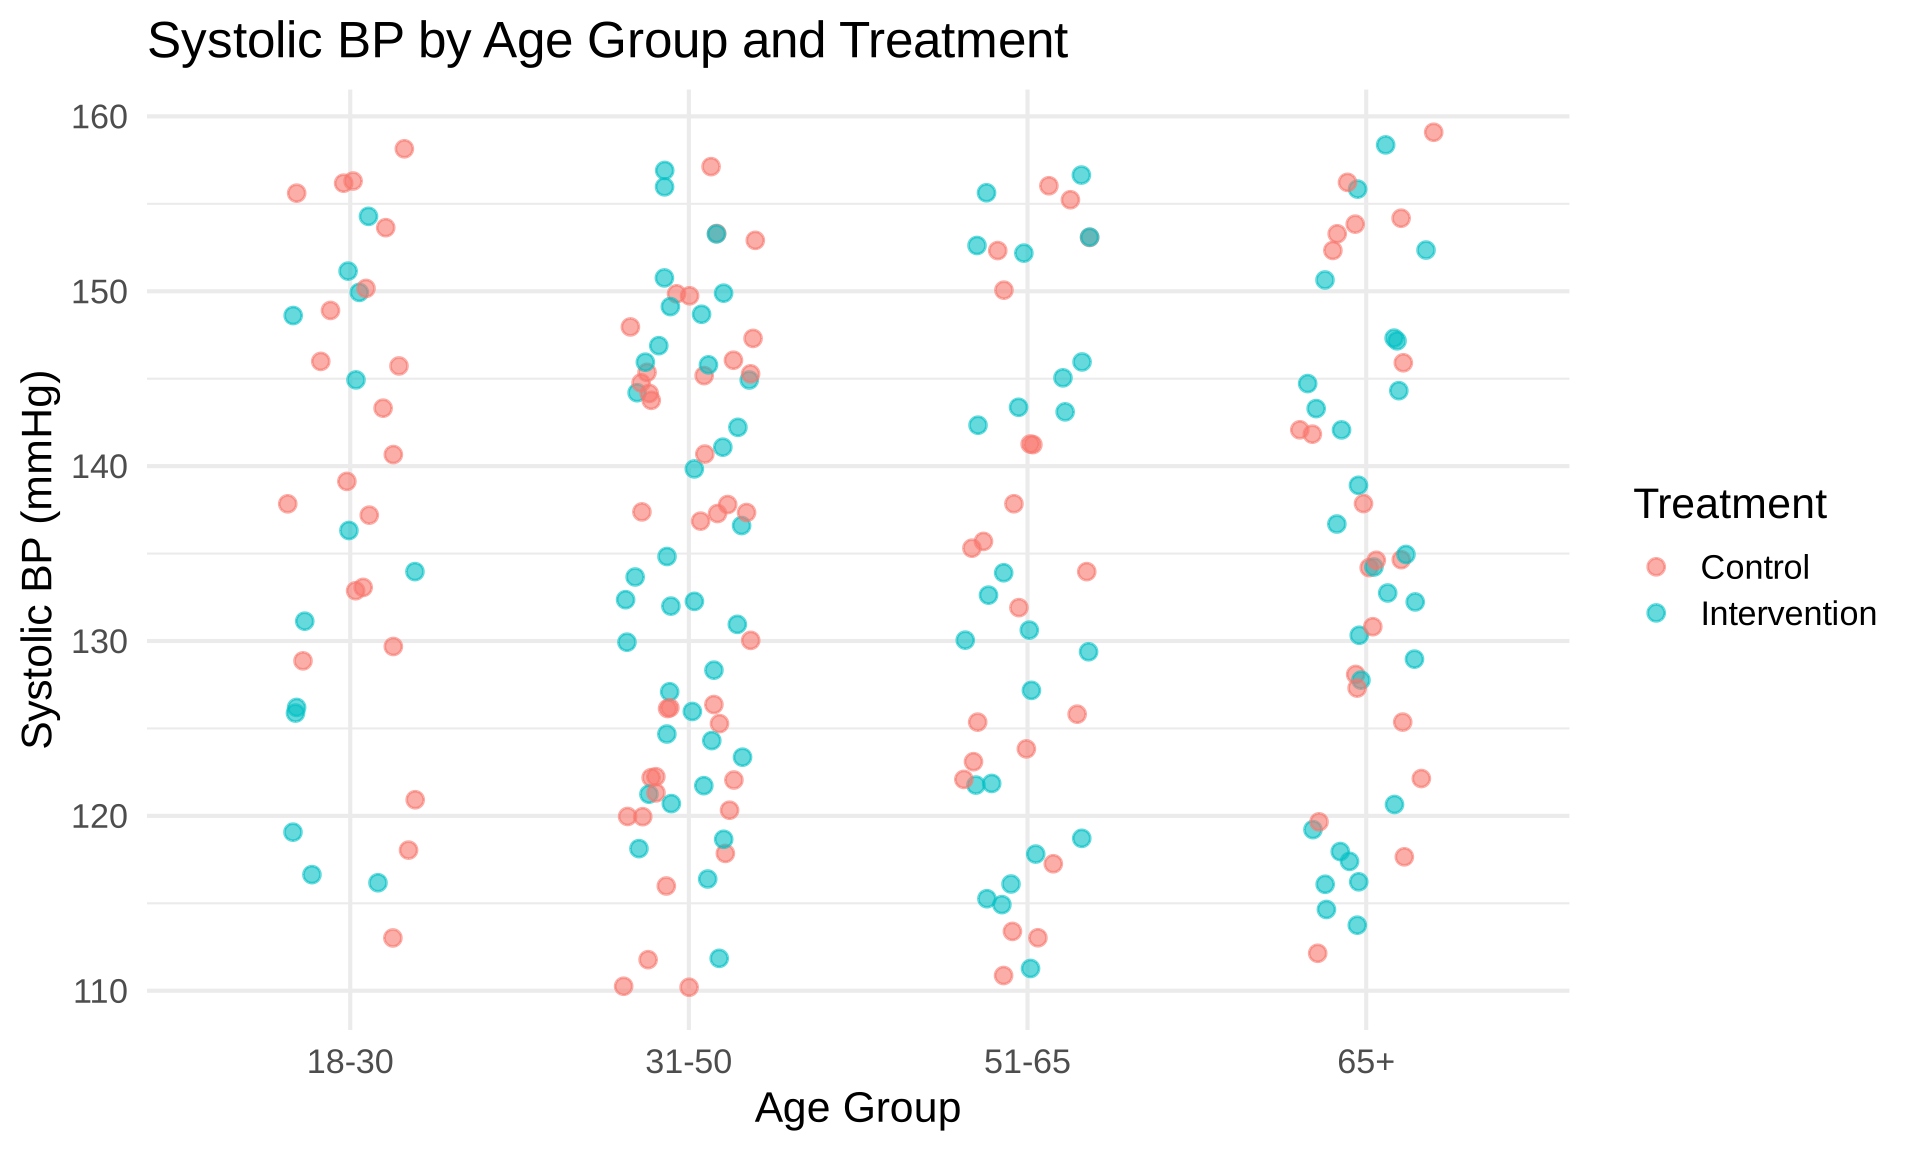 Systolic BP by Age Group and Treatment
160
150
140
130
120
110
Systolic BP (mmHg)
18-30
31-50
51-65
65+
Age Group
Treatment
Control
Intervention